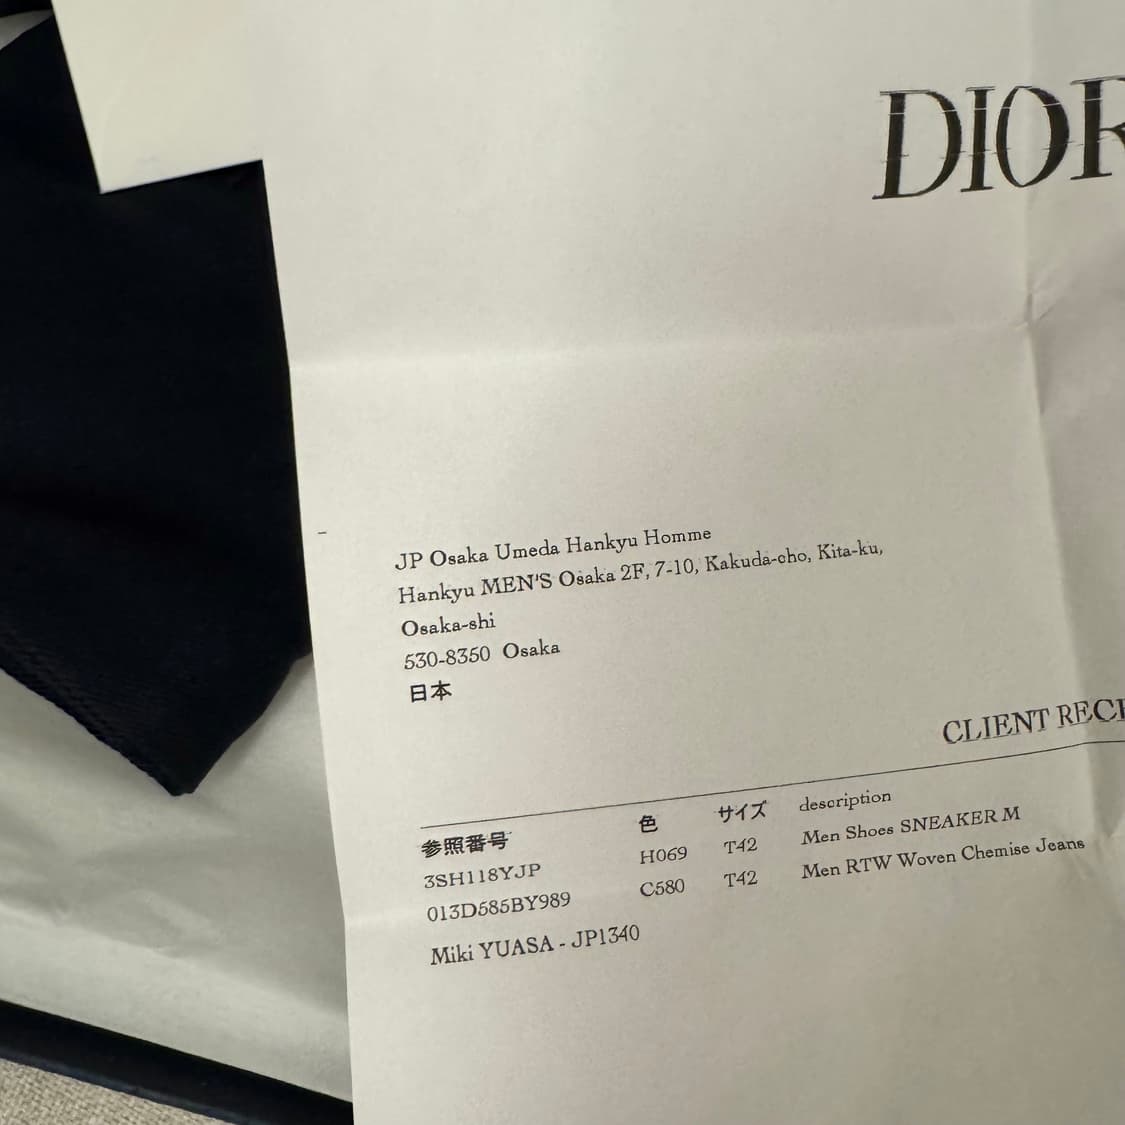 DIOR
JP Osaka Umeda Hankyu Homme
Hankyu MEN'S Osaka 2F, 7-10, Kakuda-cho, Kita-ku,
Osaka-shi
530-8350 Osaka
日本
CLIENT RECE
参照番号 色 サイズ description
3SH118YJP H069 T42 Men Shoes SNEAKER M
013D585BY989 C580 T42 Men RTW Woven Chemise Jeans
Miki YUASA - JP1340